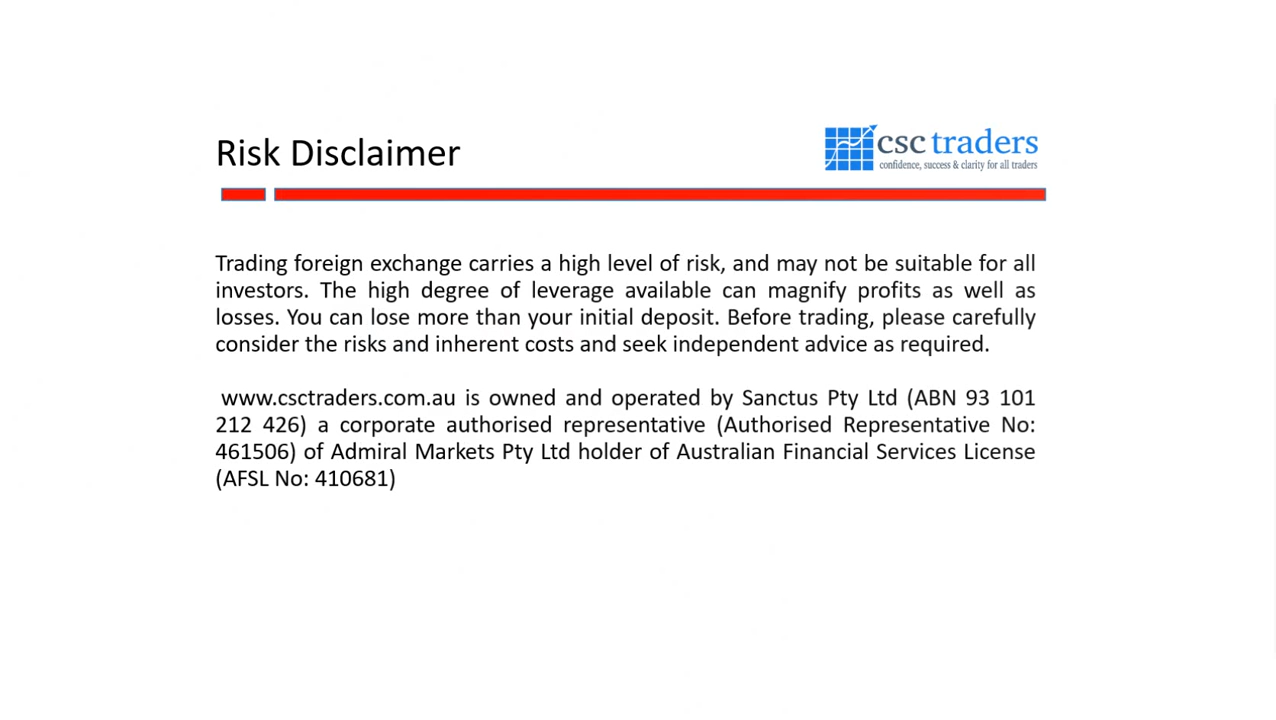 Risk Disclaimer
csc traders
confidence, success & clarity for all traders
Trading foreign exchange carries a high level of risk, and may not be suitable for all
investors. The high degree of leverage available can magnify profits as well as
losses. You can lose more than your initial deposit. Before trading, please carefully
consider the risks and inherent costs and seek independent advice as required.
www.csctraders.com.au is owned and operated by Sanctus Pty Ltd (ABN 93 101
212 426) a corporate authorised representative (Authorised Representative No:
461506) of Admiral Markets Pty Ltd holder of Australian Financial Services License
(AFSL No: 410681)